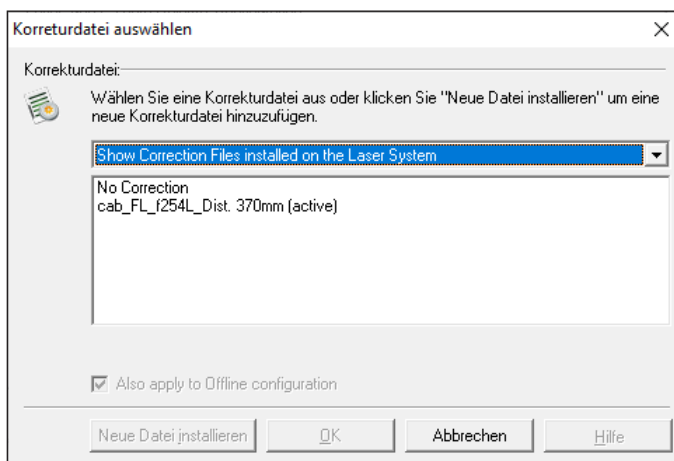 Korreturdatei auswählen
Korrekturdatei:
Wählen Sie eine Korrekturdatei aus oder klicken Sie "Neue Datei installieren" um eine
neue Korrekturdatei hinzuzufügen.
Show Correction Files installed on the Laser System
No Correction
cab_FL_f254L_Dist. 370mm (active)
Also apply to Offline configuration
Neue Datei installieren OK Abbrechen Hilfe